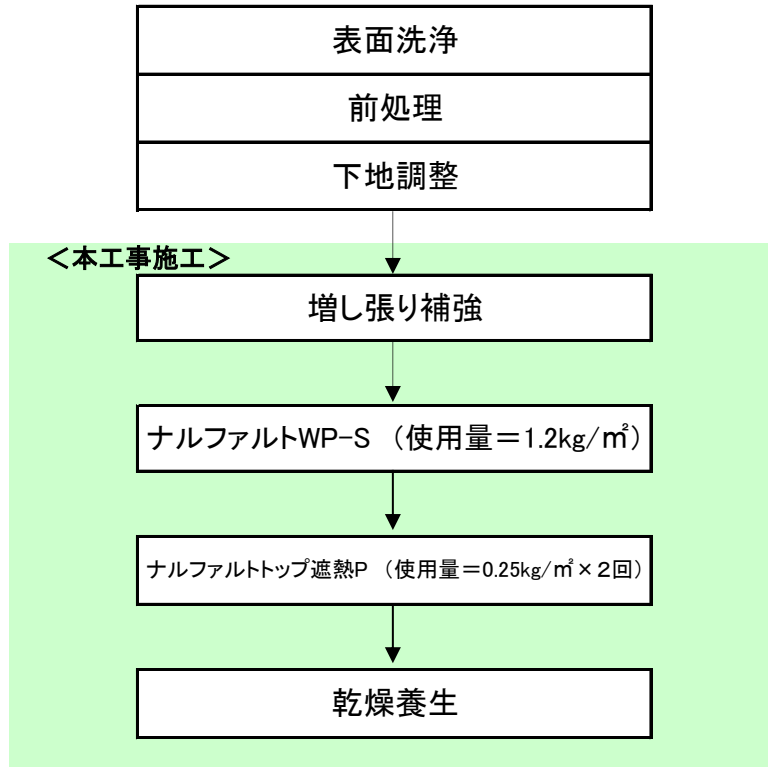 表面洗浄
前処理
下地調整
＜本工事施工＞
増し張り補強
ナルファルトWP-S （使用量＝1.2kg/㎡）
ナルファルトトップ遮熱P （使用量＝0.25kg/㎡×２回）
乾燥養生